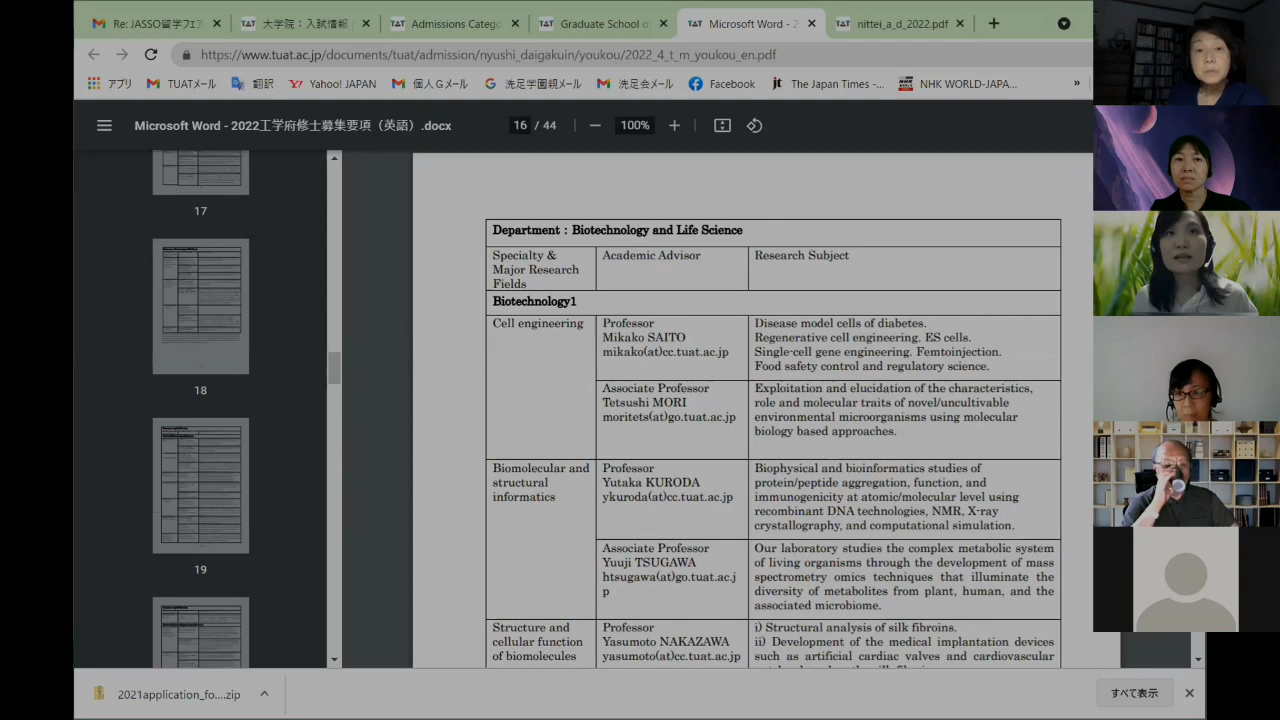 Re: JASSO留学フェア
大学院：入試情報
Admissions Catego
Graduate School of
Microsoft Word - 2
nittei_a_d_2022.pdf
https://www.tuat.ac.jp/documents/tuat/admission/nyushi_daigakuin/youkou/2022_4_t_m_youkou_en.pdf
アプリ TUATメール 翻訳 Yahoo! JAPAN 個人Gメール 洗足学園親メール 洗足会メール Facebook The Japan Times -... NHK WORLD-JAPA... »
Microsoft Word - 2022工学府修士募集要項（英語）.docx 16 / 44 100%
17
18
19
Department : Biotechnology and Life Science
Specialty &
Major Research
Fields
Academic Advisor
Research Subject
Biotechnology1
Cell engineering
Professor
Mikako SAITO
mikako(at)cc.tuat.ac.jp
Disease model cells of diabetes.
Regenerative cell engineering. ES cells.
Single-cell gene engineering. Femtoinjection.
Food safety control and regulatory science.
Associate Professor
Tetsushi MORI
moritets(at)go.tuat.ac.jp
Exploitation and elucidation of the characteristics,
role and molecular traits of novel/uncultivable
environmental microorganisms using molecular
biology based approaches.
Biomolecular and
structural
informatics
Professor
Yutaka KURODA
ykuroda(at)cc.tuat.ac.jp
Biophysical and bioinformatics studies of
protein/peptide aggregation, function, and
immunogenicity at atomic/molecular level using
recombinant DNA technologies, NMR, X-ray
crystallography, and computational simulation.
Associate Professor
Yuuji TSUGAWA
htsugawa(at)go.tuat.ac.j
p
Our laboratory studies the complex metabolic system
of living organisms through the development of mass
spectrometry omics techniques that illuminate the
diversity of metabolites from plant, human, and the
associated microbiome.
Structure and
cellular function
of biomolecules
Professor
Yasumoto NAKAZAWA
yasumoto(at)cc.tuat.ac.jp
i) Structural analysis of silk fibroins.
ii) Development of the medical implantation devices
such as artificial cardiac valves and cardiovascular
2021application_fo....zip
すべて表示